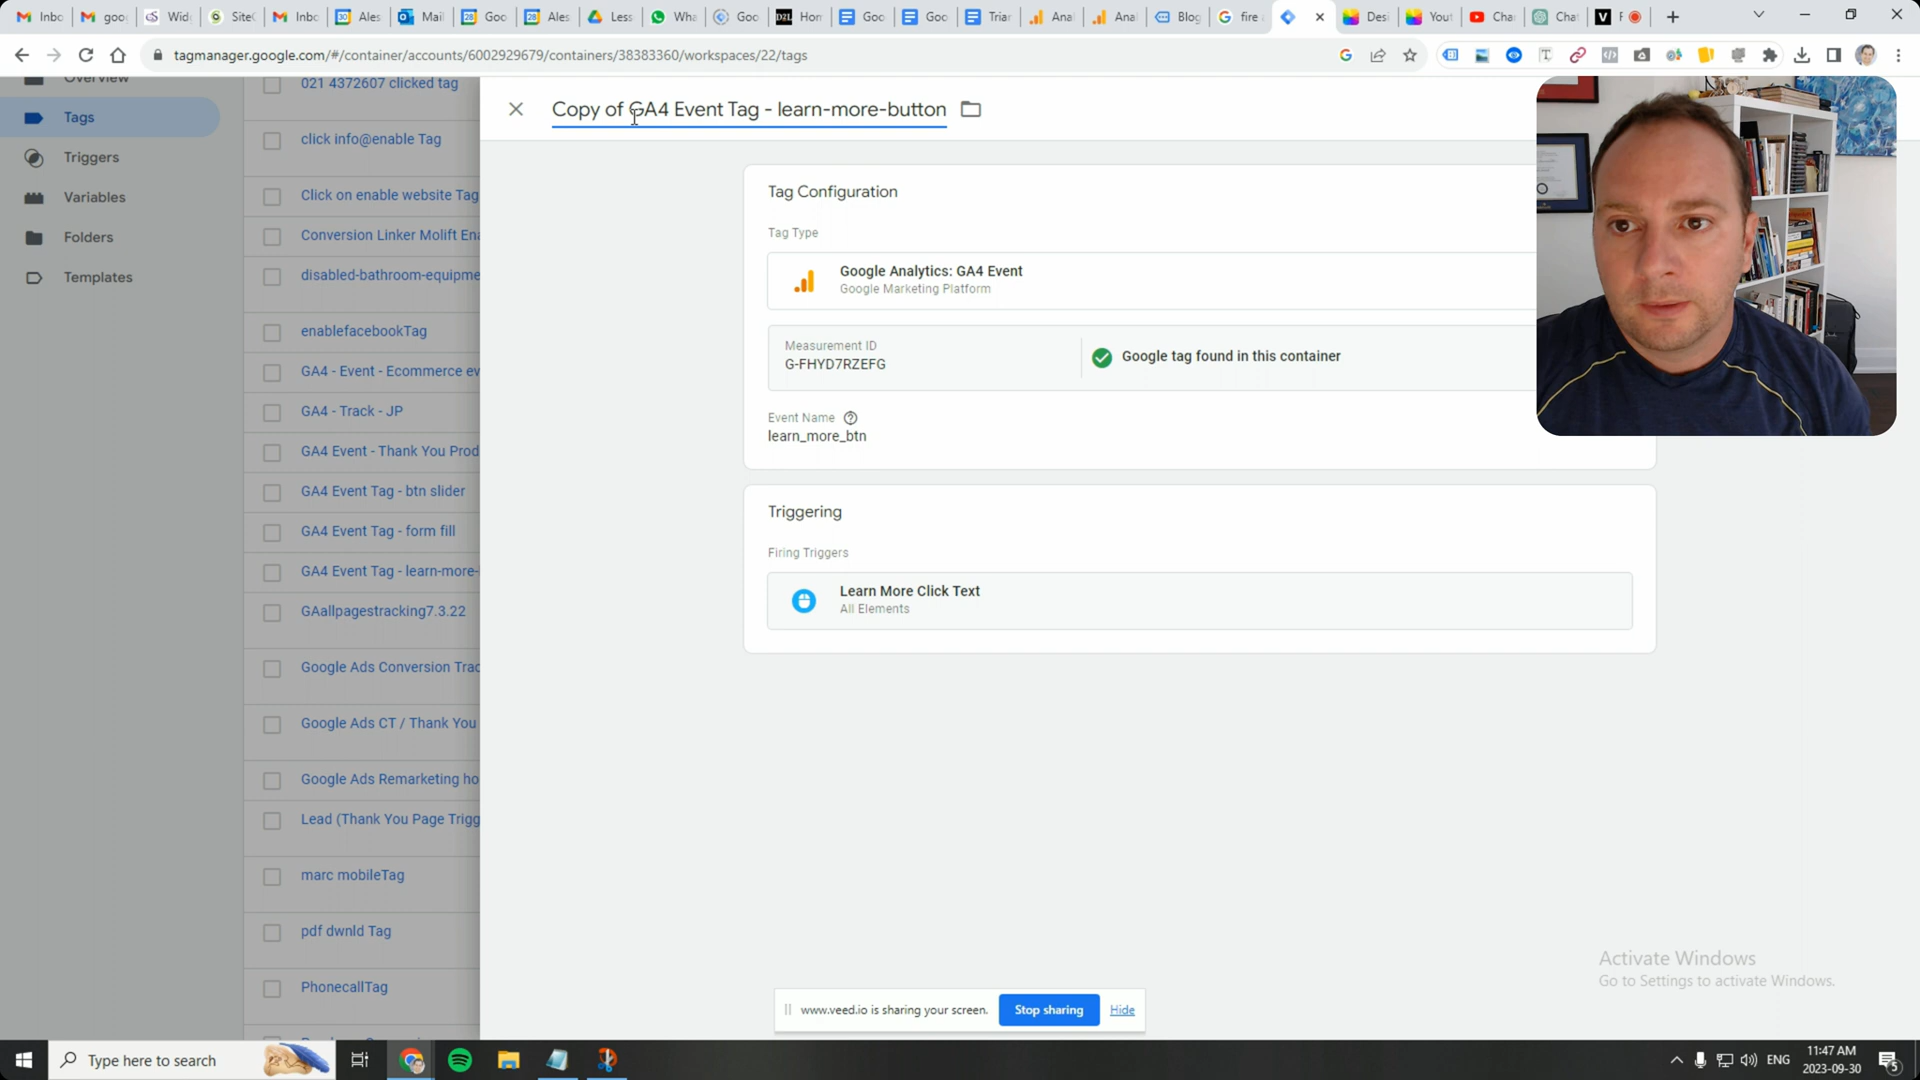 Inbo
goo
Widg
Site
Inbo
Ales
Mail
Goo
Ales
Less
Wha
Goo
D2L
Hom
Goo
Goo
Trian
Ana
Ana
Blog
fire
Desi
Yout
Cha
Chat
tagmanager.google.com/#/container/accounts/6002929679/containers/38383360/workspaces/22/tags
Overview
Tags
Triggers
Variables
Folders
Templates
021 4372607 clicked tag
click info@enable Tag
Click on enable website Tag
Conversion Linker Molift Ena
disabled-bathroom-equipme
enablefacebookTag
GA4 - Event - Ecommerce ev
GA4 - Track - JP
GA4 Event - Thank You Prod
GA4 Event Tag - btn slider
GA4 Event Tag - form fill
GA4 Event Tag - learn-more-
GAallpagestracking7.3.22
Google Ads Conversion Trac
Google Ads CT / Thank You
Google Ads Remarketing ho
Lead (Thank You Page Trigg
marc mobileTag
pdf dwnld Tag
PhonecallTag
Copy of GA4 Event Tag - learn-more-button
Tag Configuration
Tag Type
Google Analytics: GA4 Event
Google Marketing Platform
Measurement ID
G-FHYD7RZEFG
Google tag found in this container
Event Name
learn_more_btn
Triggering
Firing Triggers
Learn More Click Text
All Elements
Activate Windows
Go to Settings to activate Windows.
www.veed.io is sharing your screen.
Stop sharing
Hide
Type here to search
ENG
11:47 AM
2023-09-30
5